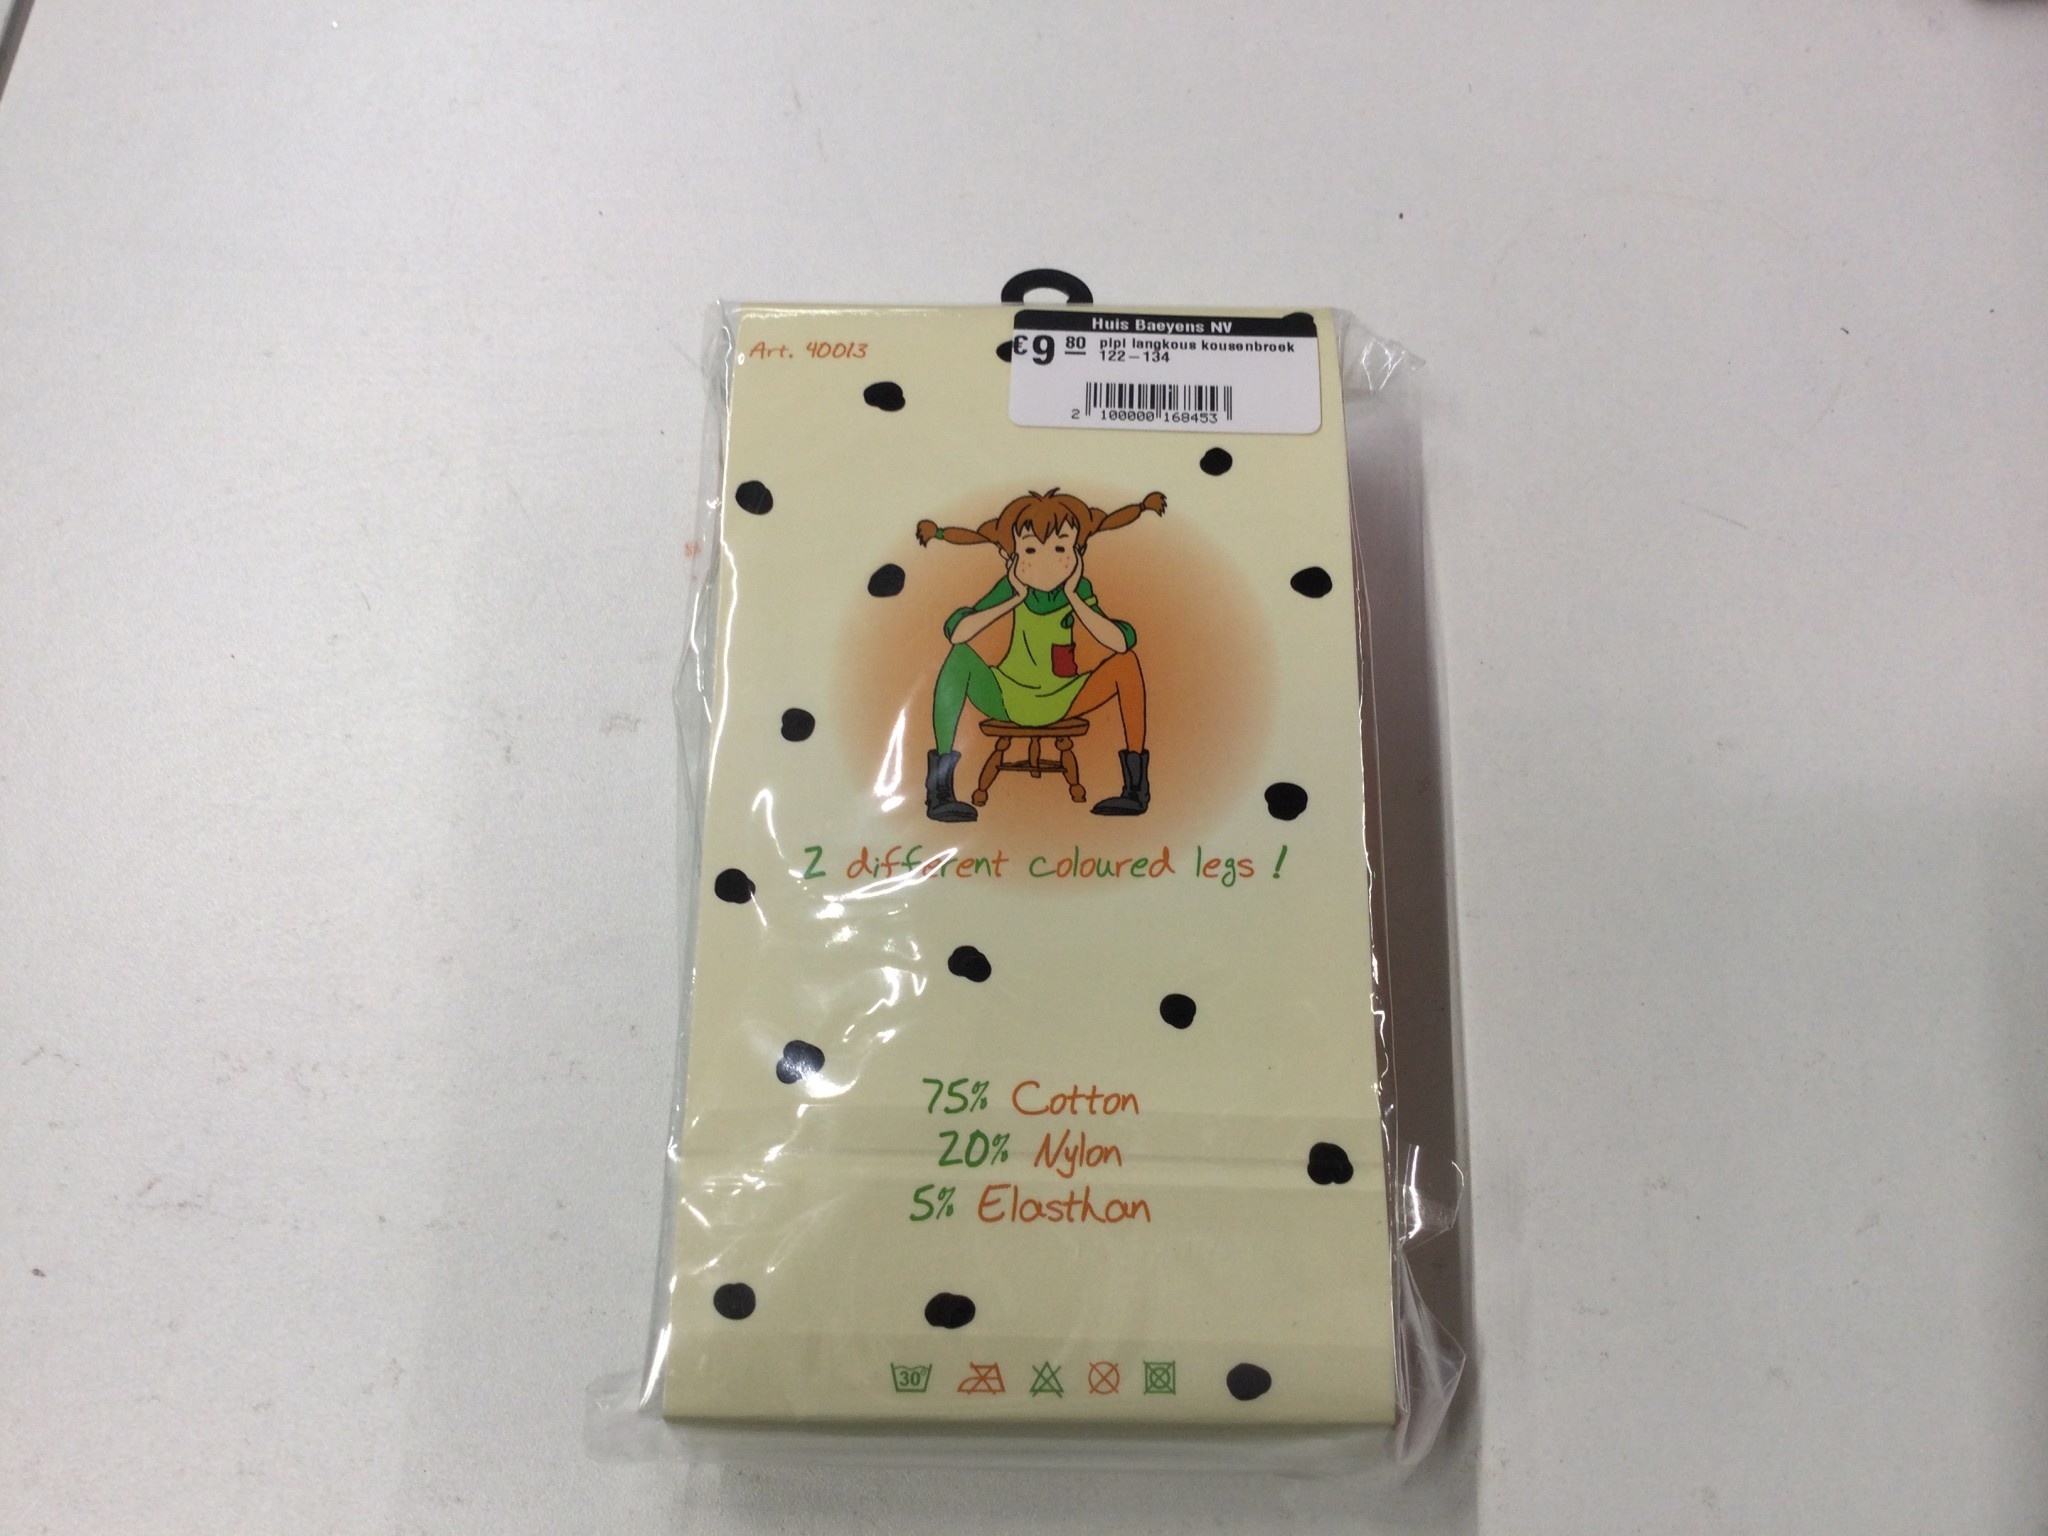 Huis Baeyens NV
Art. 40013
€9 80 pipi langkous kousenbroek
122-134
2 100000 168453
2 different coloured legs !
75% Cotton
20% Nylon
5% Elasthan
30°